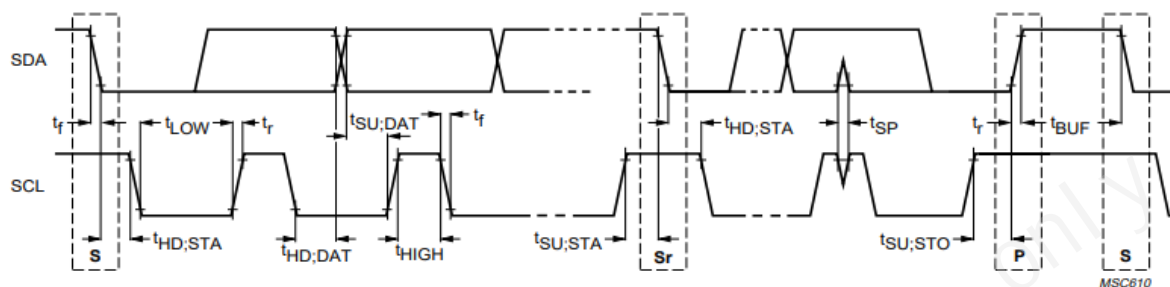 SDA
tf
tLOW
tr
tSU;DAT
tf
tHD;STA
tSP
tr
tBUF
SCL
tHD;STA
tHD;DAT
tHIGH
tSU;STA
tSU;STO
S
Sr
P
S
MSC610
only